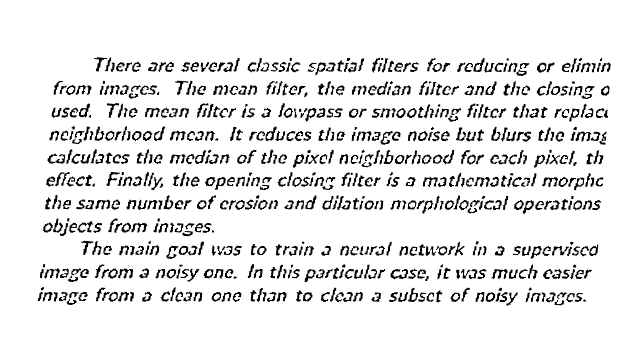 There are several classic spatial filters for reducing or elimin
from images. The mean filter, the median filter and the closing o
used. The mean filter is a lowpass or smoothing filter that replac
neighborhood mean. It reduces the image noise but blurs the imag
calculates the median of the pixel neighborhood for each pixel, th
effect. Finally, the opening closing filter is a mathematical morpho
the same number of erosion and dilation morphological operations
objects from images.
The main goal was to train a neural network in a supervised
image from a noisy one. In this particular case, it was much easier
image from a clean one than to clean a subset of noisy images.